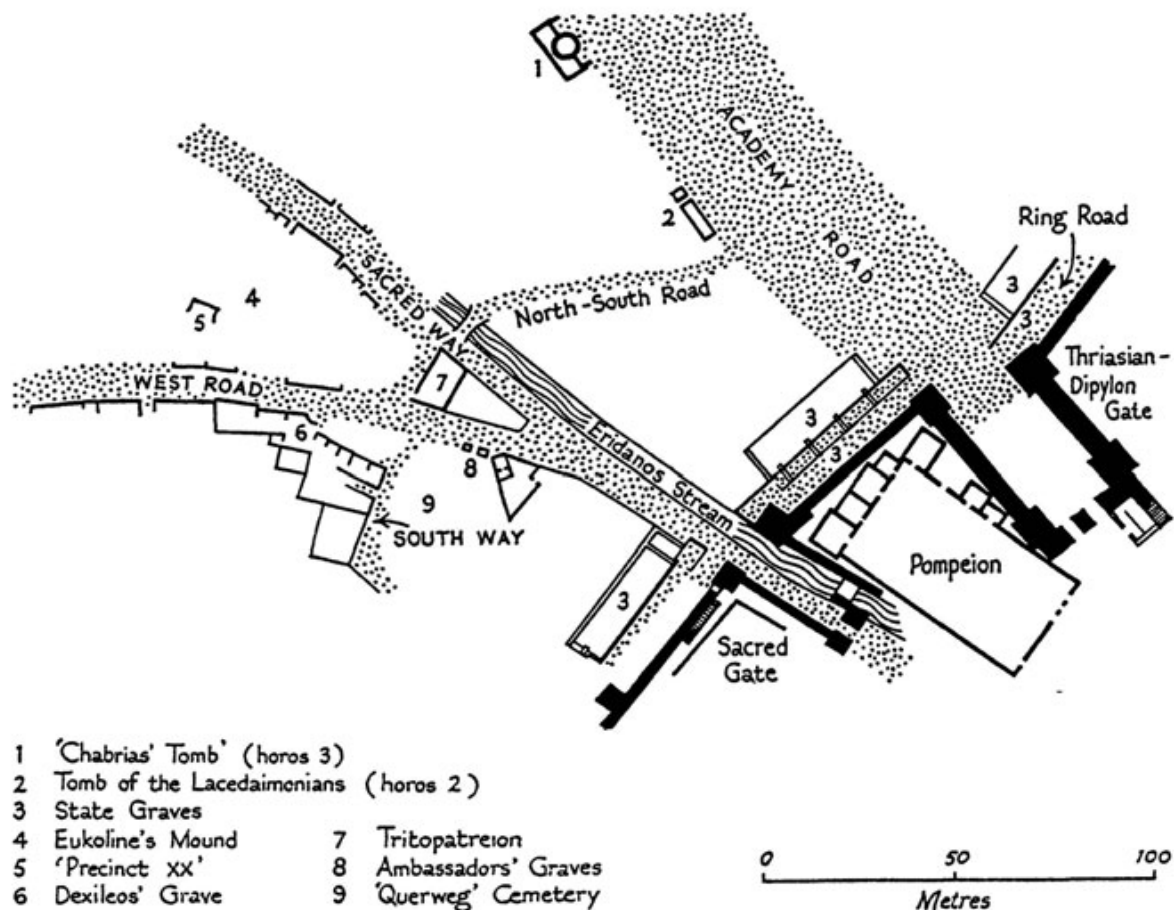 1
ACADEMY
ROAD
2
Ring Road
3
3
SACRED WAY
North-South Road
4
5
Thriasian-
Dipylon
Gate
WEST ROAD
7
3
3
6
8
Eridanos Stream
9
SOUTH WAY
Pompeion
3
Sacred
Gate
1 'Chabrias' Tomb' (horos 3)
2 Tomb of the Lacedaimonians (horos 2)
3 State Graves
4 Eukoline's Mound
5 'Precinct XX'
6 Dexileos' Grave
7 Tritopatreion
8 Ambassadors' Graves
9 'Querweg' Cemetery
0 50 100
Metres